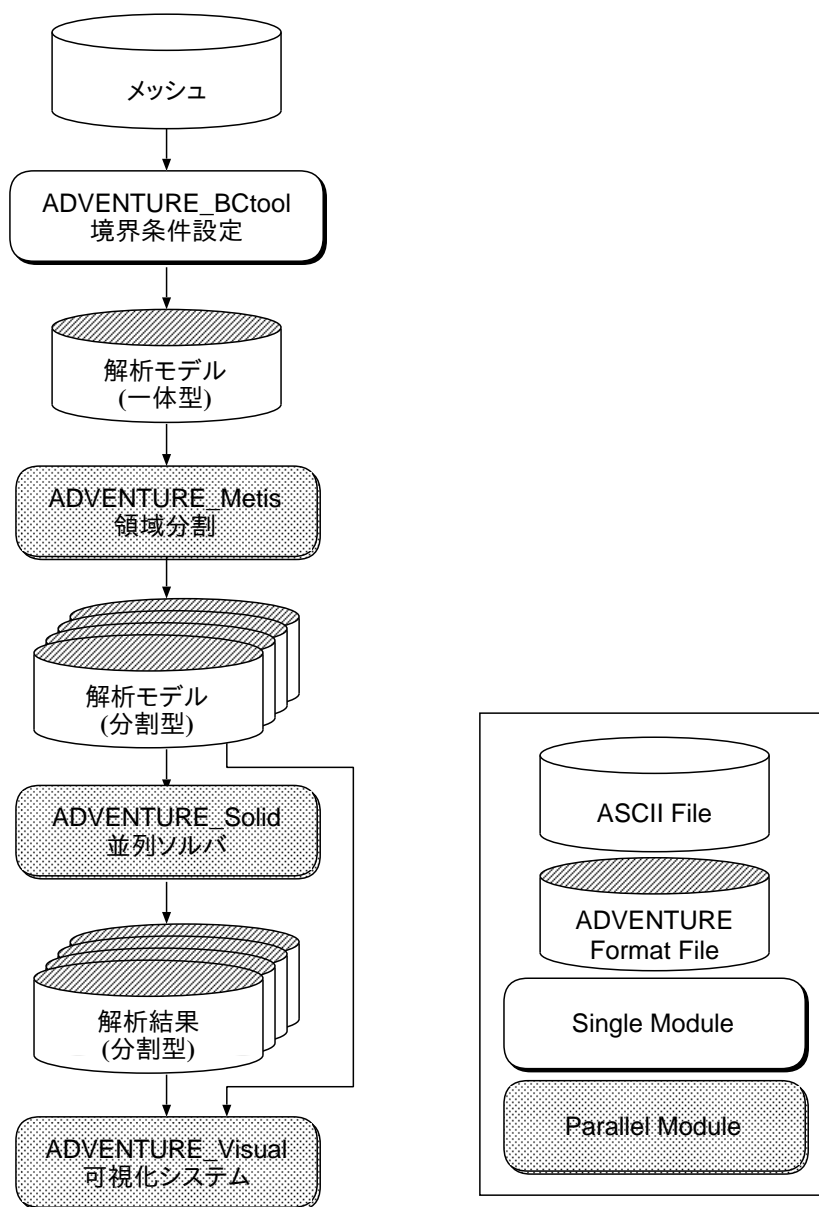 メッシュ
ADVENTURE_BCtool
境界条件設定
解析モデル
(一体型)
ADVENTURE_Metis
領域分割
解析モデル
(分割型)
ADVENTURE_Solid
並列ソルバ
解析結果
(分割型)
ADVENTURE_Visual
可視化システム
ASCII File
ADVENTURE
Format File
Single Module
Parallel Module